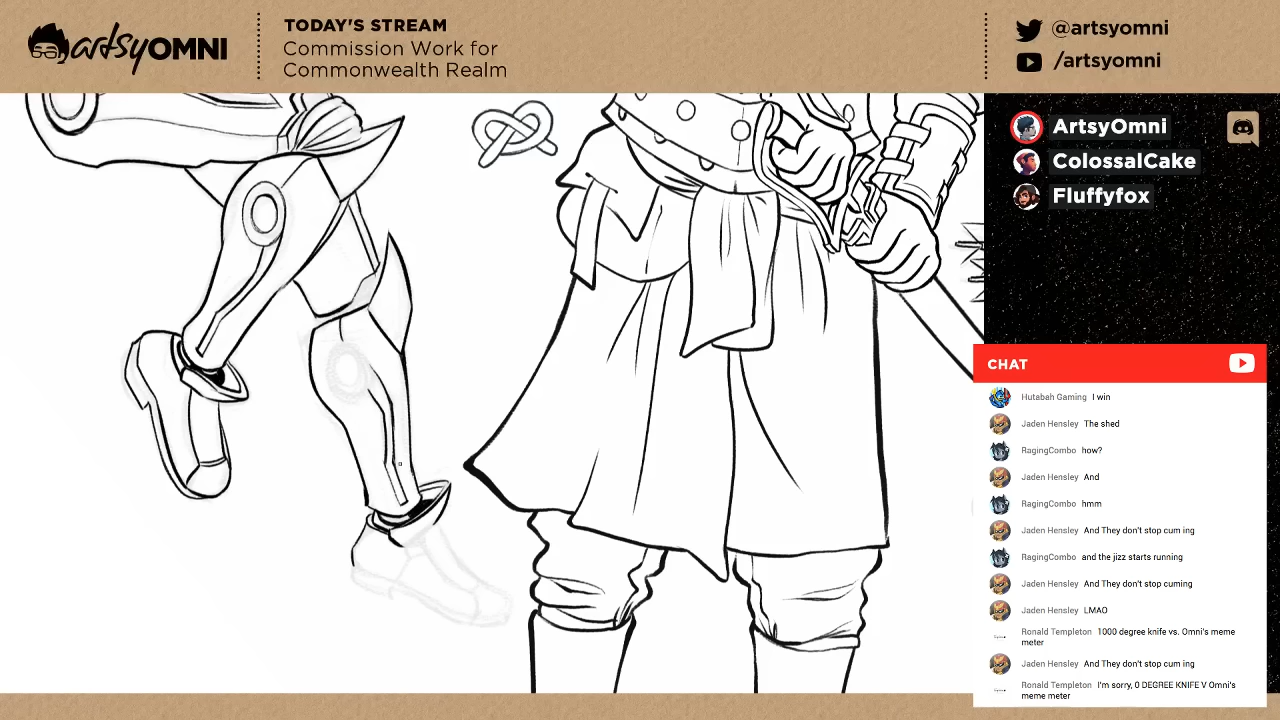 artsyOMNI
TODAY'S STREAM
Commission Work for
Commonwealth Realm
@artsyomni
/artsyomni
ArtsyOmni
ColossalCake
Fluffyfox
CHAT
Hutabah Gaming I win
Jaden Hensley The shed
RagingCombo how?
Jaden Hensley And
RagingCombo hmm
Jaden Hensley And They don't stop cum ing
RagingCombo and the jizz starts running
Jaden Hensley And They don't stop cuming
Jaden Hensley LMAO
Ronald Templeton 1000 degree knife vs. Omni's meme
meter
Jaden Hensley And They don't stop cum ing
Ronald Templeton I'm sorry, 0 DEGREE KNIFE V Omni's
meme meter